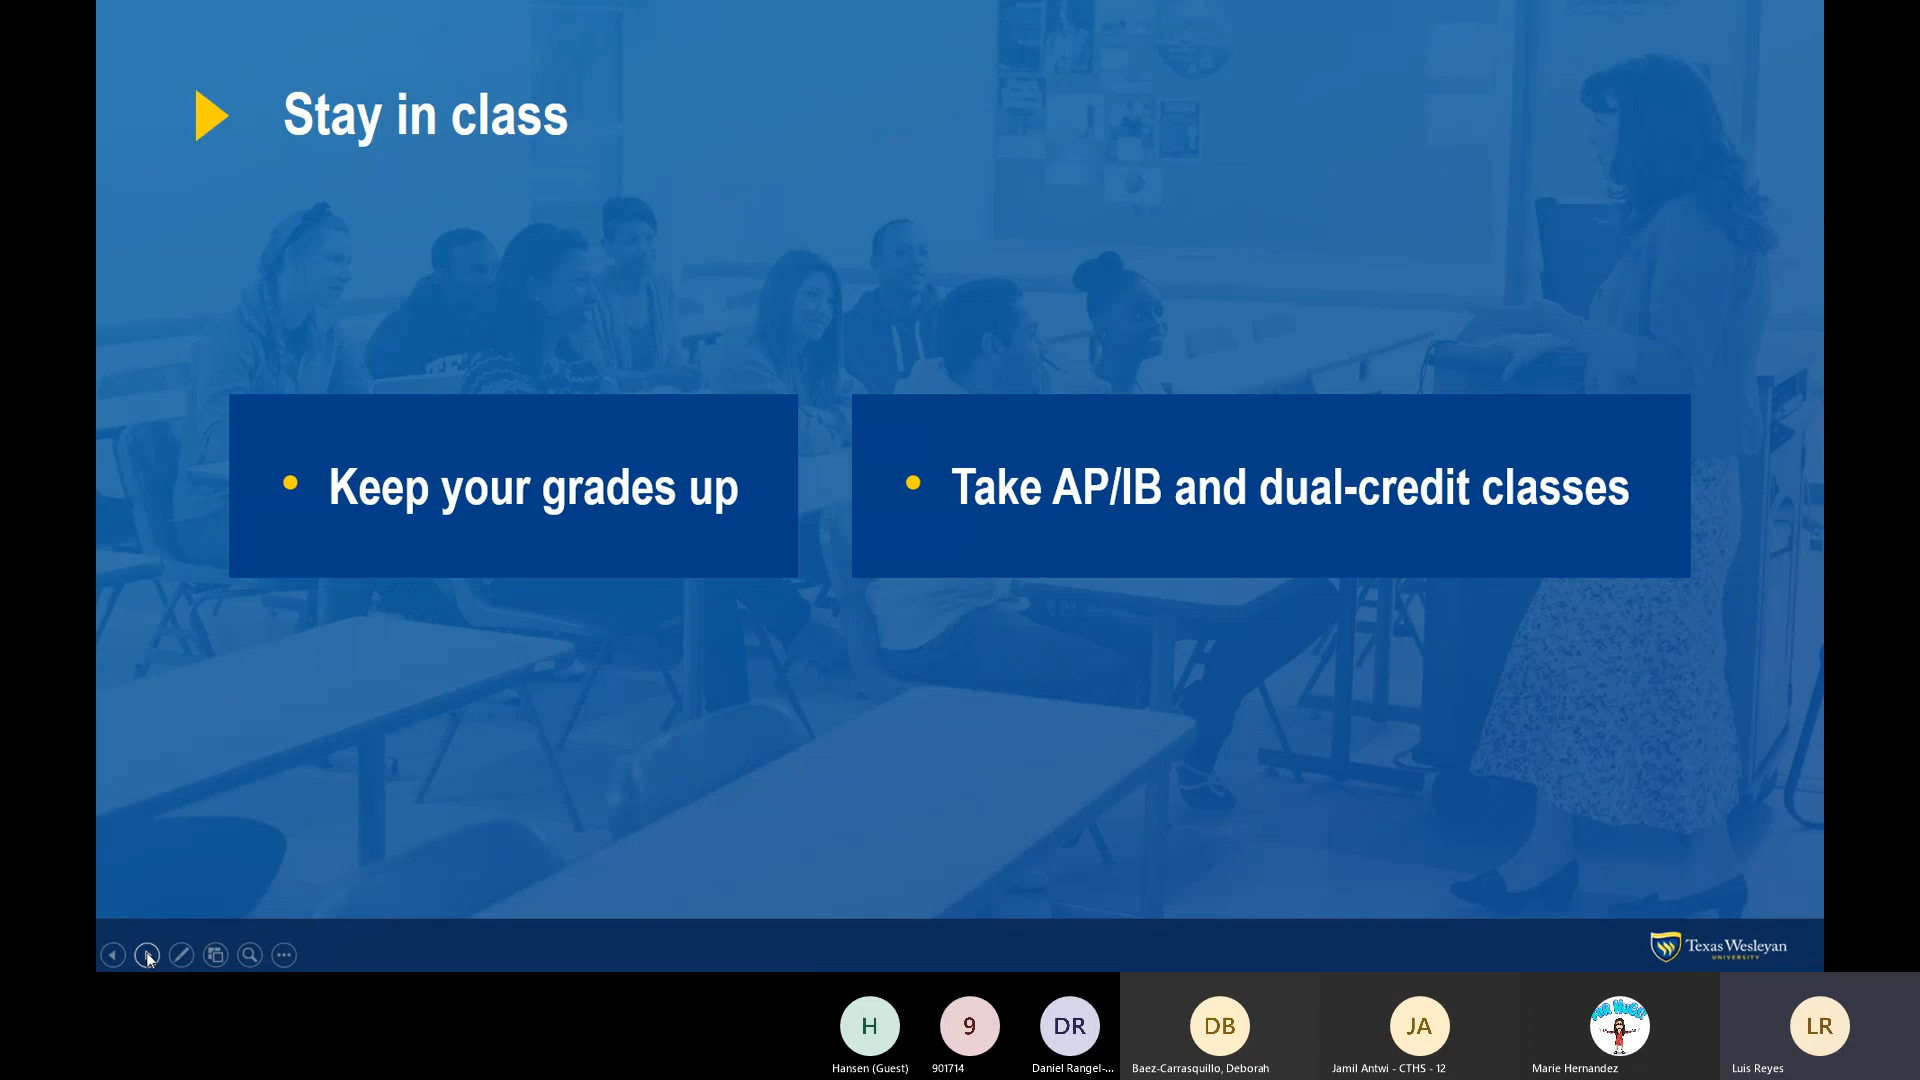 Stay in class
Keep your grades up
Take AP/IB and dual-credit classes
Texas Wesleyan
UNIVERSITY
H
9
DR
DB
JA
LR
Hansen (Guest)
901714
Daniel Rangel-...
Baez-Carrasquillo, Deborah
Jamil Antwi - CTHS - 12
Marie Hernandez
Luis Reyes